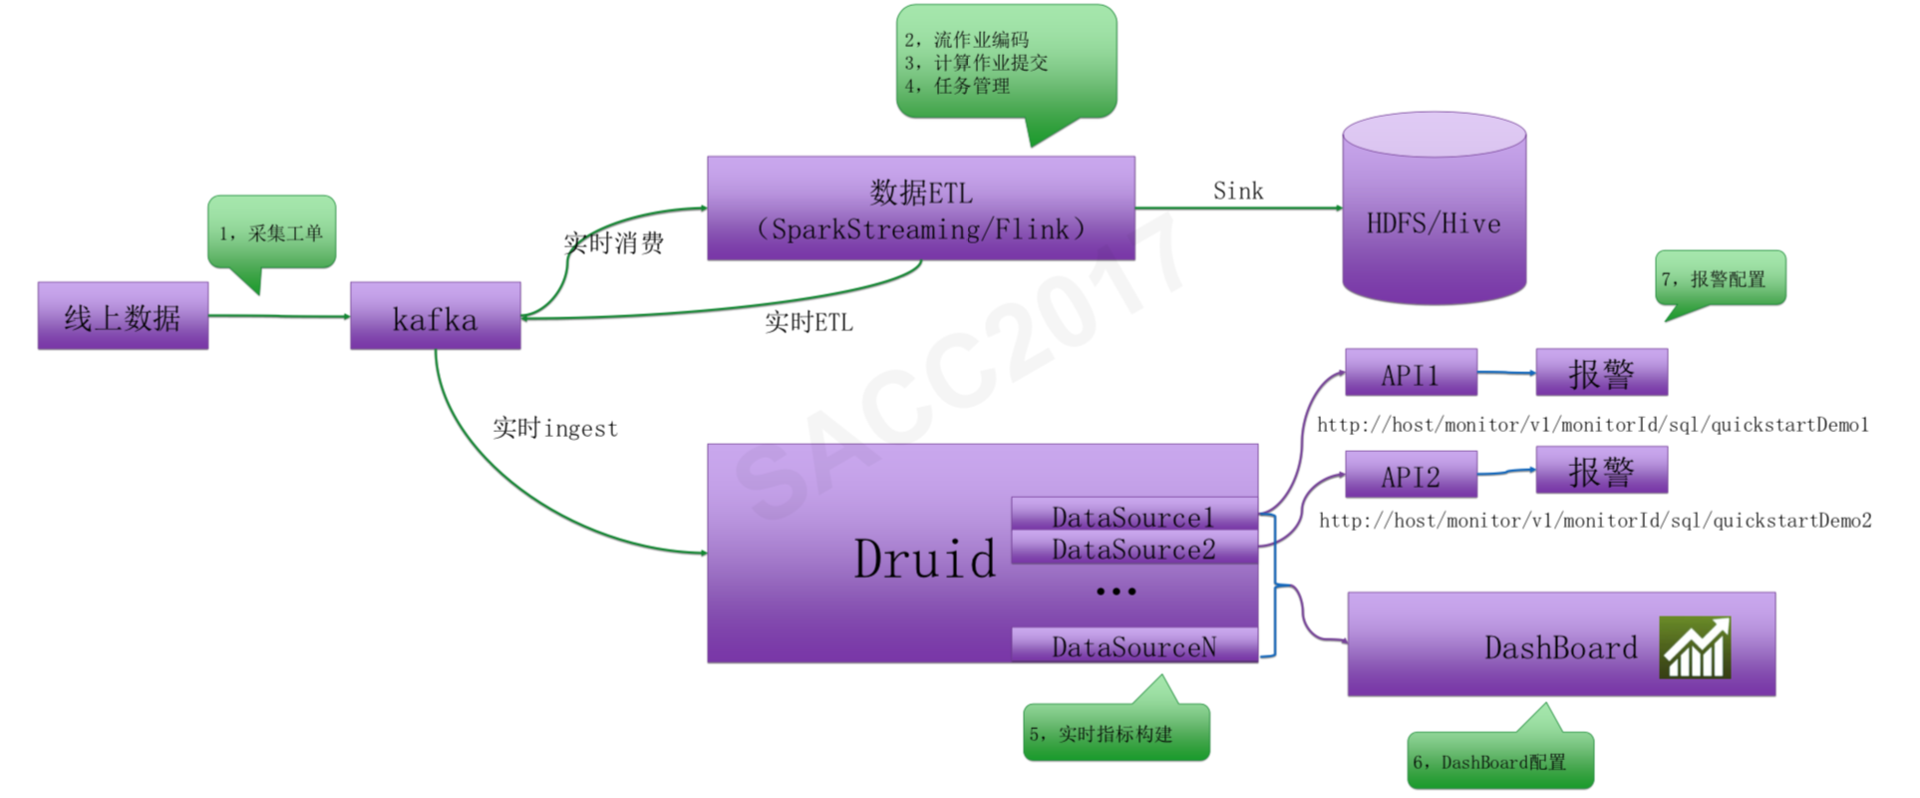 2，流作业编码
3，计算作业提交
4，任务管理
数据ETL
（SparkStreaming/Flink）
Sink
HDFS/Hive
1，采集工单
实时消费
7，报警配置
线上数据
kafka
实时ETL
API1
报警
http://host/monitor/v1/monitorId/sql/quickstartDemo1
实时ingest
API2
报警
http://host/monitor/v1/monitorId/sql/quickstartDemo2
SACC2017
Druid
DataSource1
DataSource2
...
DataSourceN
DashBoard
5，实时指标构建
6，DashBoard配置